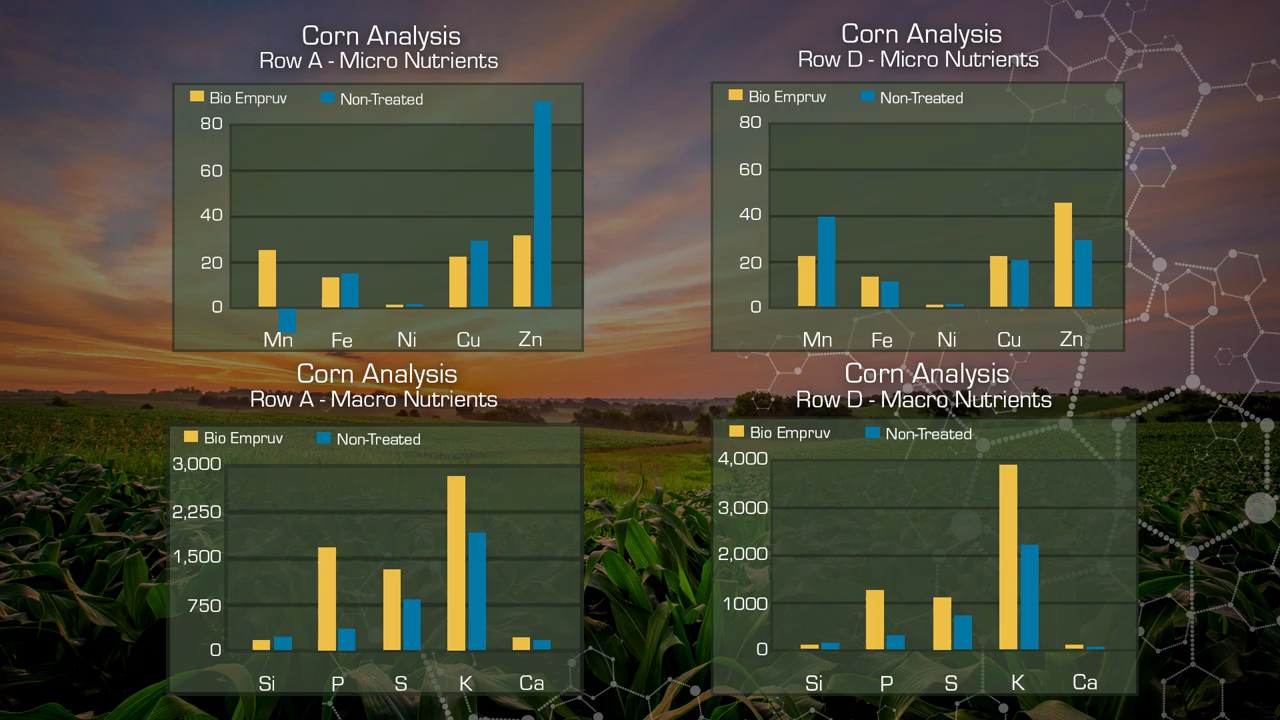 Corn Analysis
Row A - Micro Nutrients
Bio Empruv
Non-Treated
80
60
40
20
0
Mn Fe Ni Cu Zn
Corn Analysis
Row D - Micro Nutrients
Bio Empruv
Non-Treated
80
60
40
20
0
Mn Fe Ni Cu Zn
Corn Analysis
Row A - Macro Nutrients
Bio Empruv
Non-Treated
3,000
2,250
1,500
750
0
Si P S K Ca
Corn Analysis
Row D - Macro Nutrients
Bio Empruv
Non-Treated
4,000
3,000
2,000
1000
0
Si P S K Ca